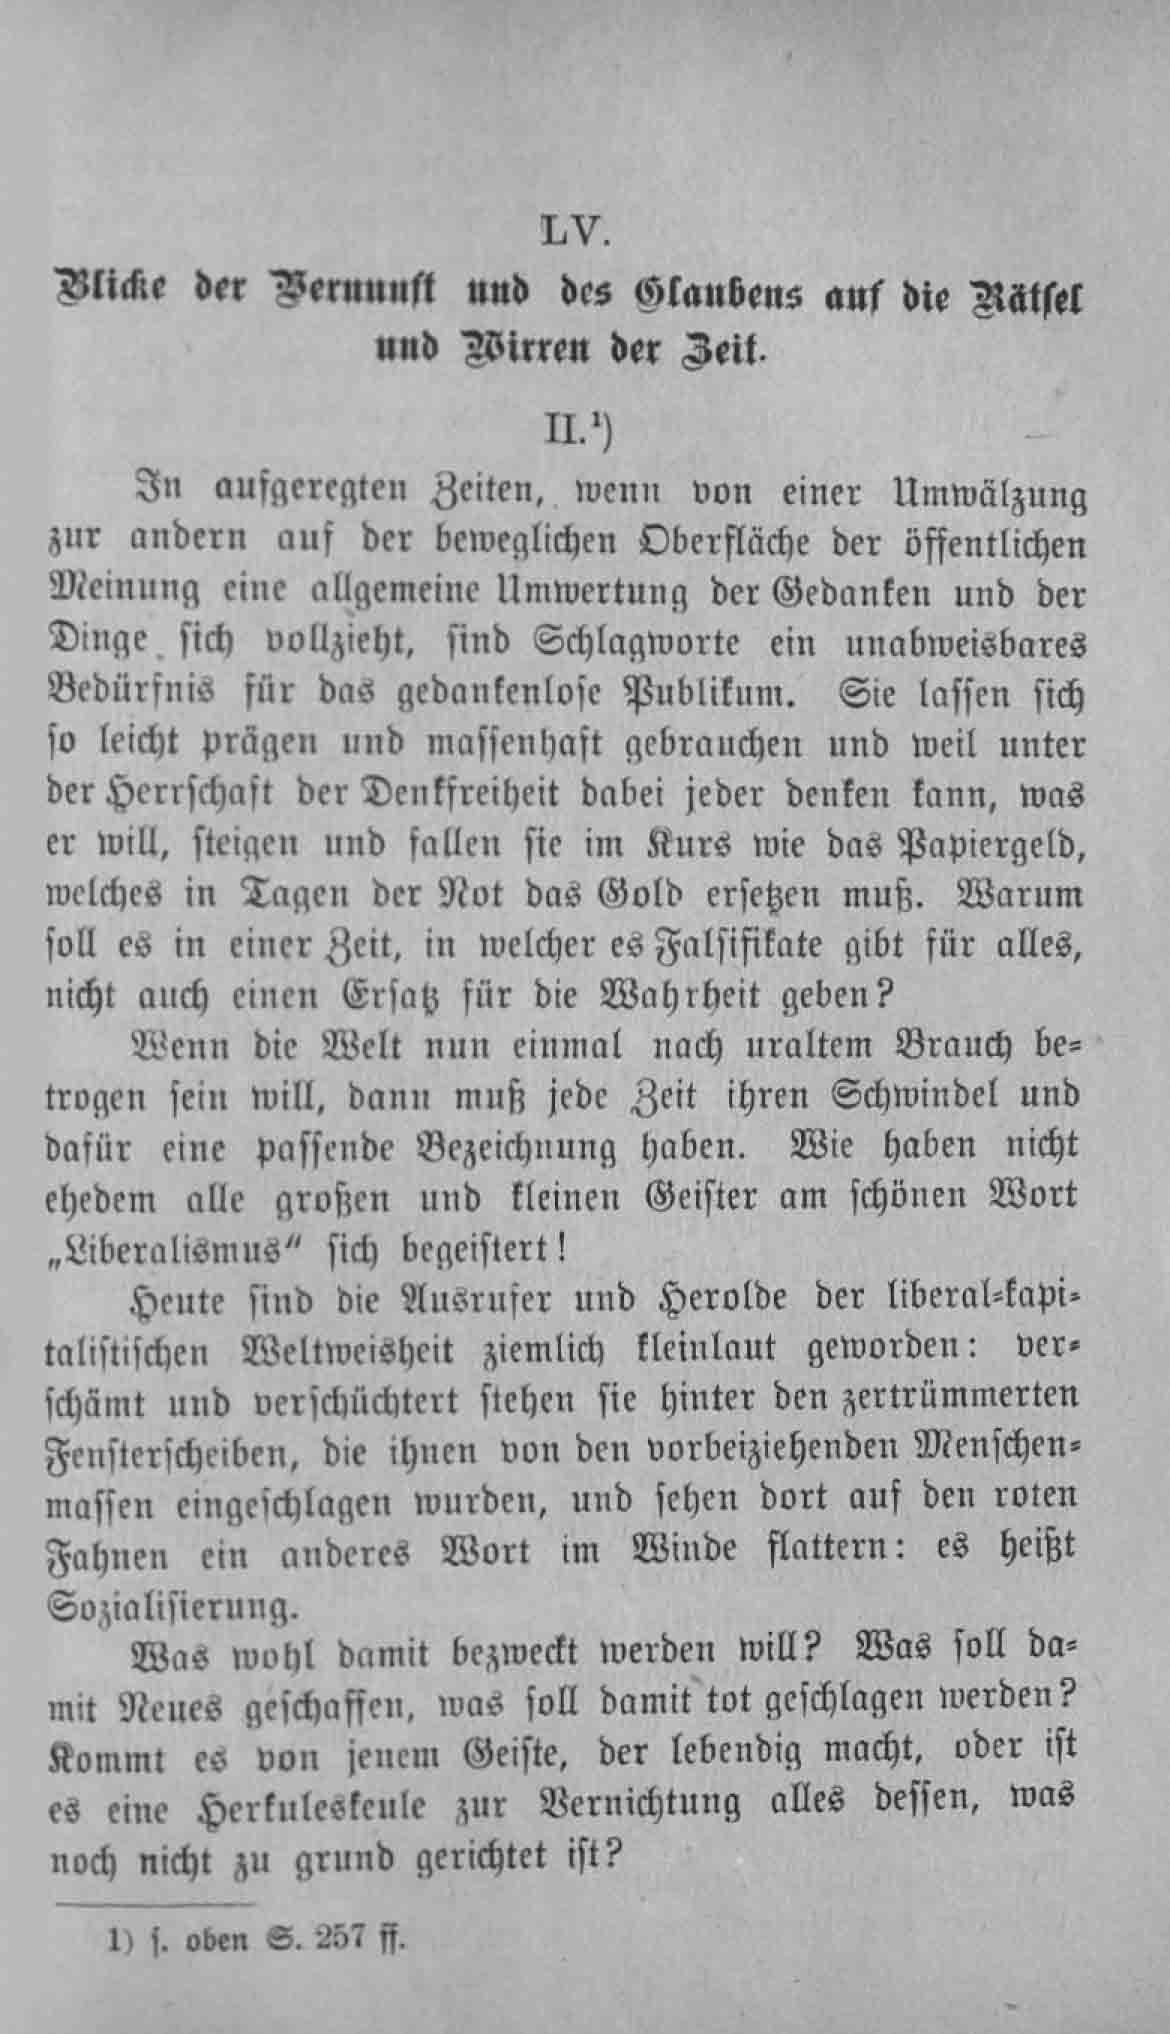 LV.
Blicke der Vernunft und des Glaubens auf die Rätsel
und Wirren der Zeit.
II.¹)
In aufgeregten Zeiten, wenn von einer Umwälzung
zur andern auf der beweglichen Oberfläche der öffentlichen
Meinung eine allgemeine Umwertung der Gedanken und der
Dinge sich vollzieht, sind Schlagworte ein unabweisbares
Bedürfnis für das gedankenlose Publikum. Sie lassen sich
so leicht prägen und massenhaft gebrauchen und weil unter
der Herrschaft der Denkfreiheit dabei jeder denken kann, was
er will, steigen und fallen sie im Kurs wie das Papiergeld,
welches in Tagen der Not das Gold ersetzen muß. Warum
soll es in einer Zeit, in welcher es Falsifikate gibt für alles,
nicht auch einen Ersatz für die Wahrheit geben?
Wenn die Welt nun einmal nach uraltem Brauch be-
trogen sein will, dann muß jede Zeit ihren Schwindel und
dafür eine passende Bezeichnung haben. Wie haben nicht
ehedem alle großen und kleinen Geister am schönen Wort
„Liberalismus“ sich begeistert!
Heute sind die Ausrufer und Herolde der liberal-kapi-
talistischen Weltweisheit ziemlich kleinlaut geworden: ver-
schämt und verschüchtert stehen sie hinter den zertrümmerten
Fensterscheiben, die ihnen von den vorbeiziehenden Menschen-
massen eingeschlagen wurden, und sehen dort auf den roten
Fahnen ein anderes Wort im Winde flattern: es heißt
Sozialisierung.
Was wohl damit bezweckt werden will? Was soll da-
mit Neues geschaffen, was soll damit tot geschlagen werden?
Kommt es von jenem Geiste, der lebendig macht, oder ist
es eine Herkuleskeule zur Vernichtung alles dessen, was
noch nicht zu grund gerichtet ist?
1) s. oben S. 257 ff.